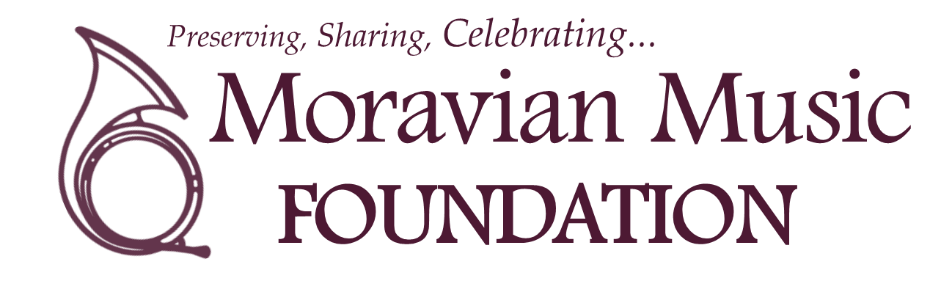 Preserving, Sharing, Celebrating...
Moravian Music
FOUNDATION